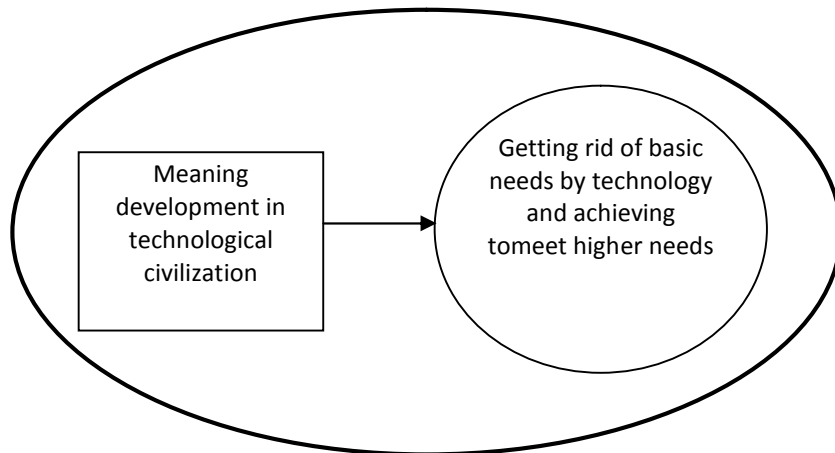 Meaning
development in
technological
civilization
Getting rid of basic
needs by technology
and achieving
tomeet higher needs